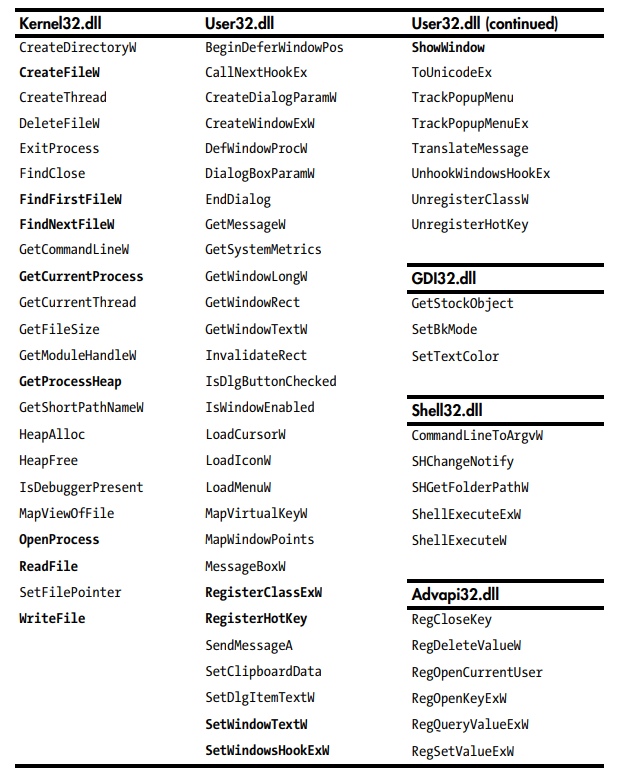 Kernel32.dll
CreateDirectoryW
CreateFileW
CreateThread
DeleteFileW
ExitProcess
FindClose
FindFirstFileW
FindNextFileW
GetCommandLineW
GetCurrentProcess
GetCurrentThread
GetFileSize
GetModuleHandleW
GetProcessHeap
GetShortPathNameW
HeapAlloc
HeapFree
IsDebuggerPresent
MapViewOfFile
OpenProcess
ReadFile
SetFilePointer
WriteFile
User32.dll
BeginDeferWindowPos
CallNextHookEx
CreateDialogParamW
CreateWindowExW
DefWindowProcW
DialogBoxParamW
EndDialog
GetMessageW
GetSystemMetrics
GetWindowLongW
GetWindowRect
GetWindowTextW
InvalidateRect
IsDlgButtonChecked
IsWindowEnabled
LoadCursorW
LoadIconW
LoadMenuW
MapVirtualKeyW
MapWindowPoints
MessageBoxW
RegisterClassExW
RegisterHotKey
SendMessageA
SetClipboardData
SetDlgItemTextW
SetWindowTextW
SetWindowsHookExW
User32.dll (continued)
ShowWindow
ToUnicodeEx
TrackPopupMenu
TrackPopupMenuEx
TranslateMessage
UnhookWindowsHookEx
UnregisterClassW
UnregisterHotKey
GDI32.dll
GetStockObject
SetBkMode
SetTextColor
Shell32.dll
CommandLineToArgvW
SHChangeNotify
SHGetFolderPathW
ShellExecuteExW
ShellExecuteW
Advapi32.dll
RegCloseKey
RegDeleteValueW
RegOpenCurrentUser
RegOpenKeyExW
RegQueryValueExW
RegSetValueExW